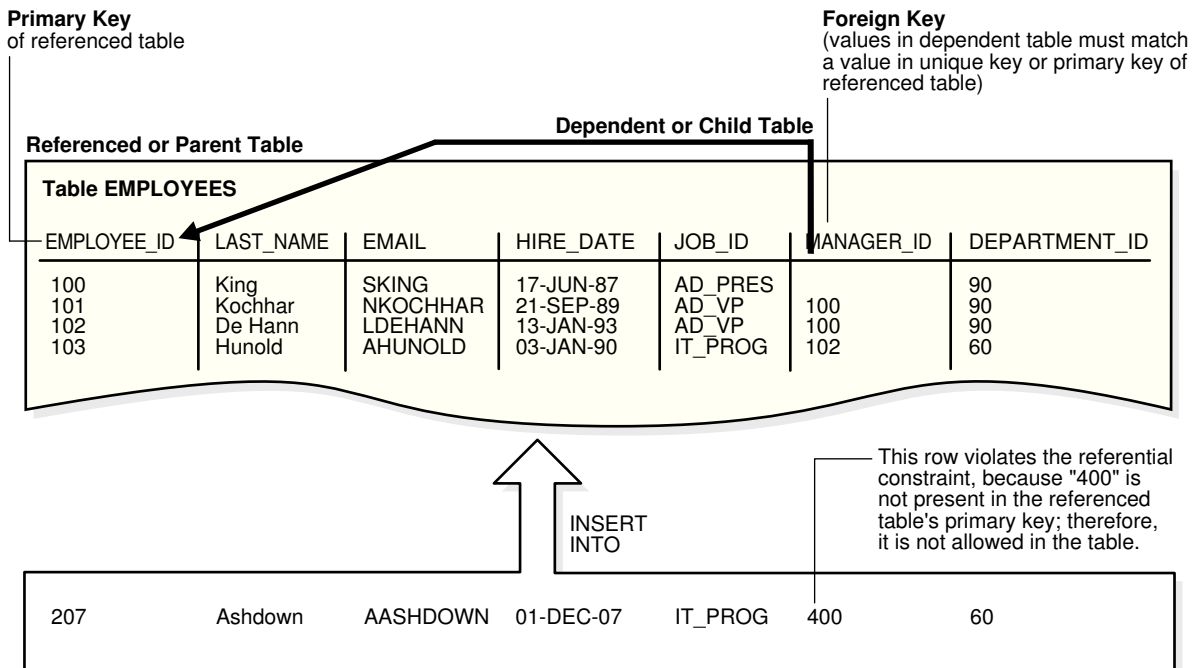 Primary Key
of referenced table
Foreign Key
(values in dependent table must match
a value in unique key or primary key of
referenced table)
Dependent or Child Table
Referenced or Parent Table
Table EMPLOYEES
EMPLOYEE_ID LAST_NAME EMAIL HIRE_DATE JOB_ID MANAGER_ID DEPARTMENT_ID
100 King SKING 17-JUN-87 AD_PRES 90
101 Kochhar NKOCHHAR 21-SEP-89 AD_VP 100 90
102 De Hann LDEHANN 13-JAN-93 AD_VP 100 90
103 Hunold AHUNOLD 03-JAN-90 IT_PROG 102 60
This row violates the referential
constraint, because "400" is
not present in the referenced
table's primary key; therefore,
it is not allowed in the table.
INSERT
INTO
207 Ashdown AASHDOWN 01-DEC-07 IT_PROG 400 60